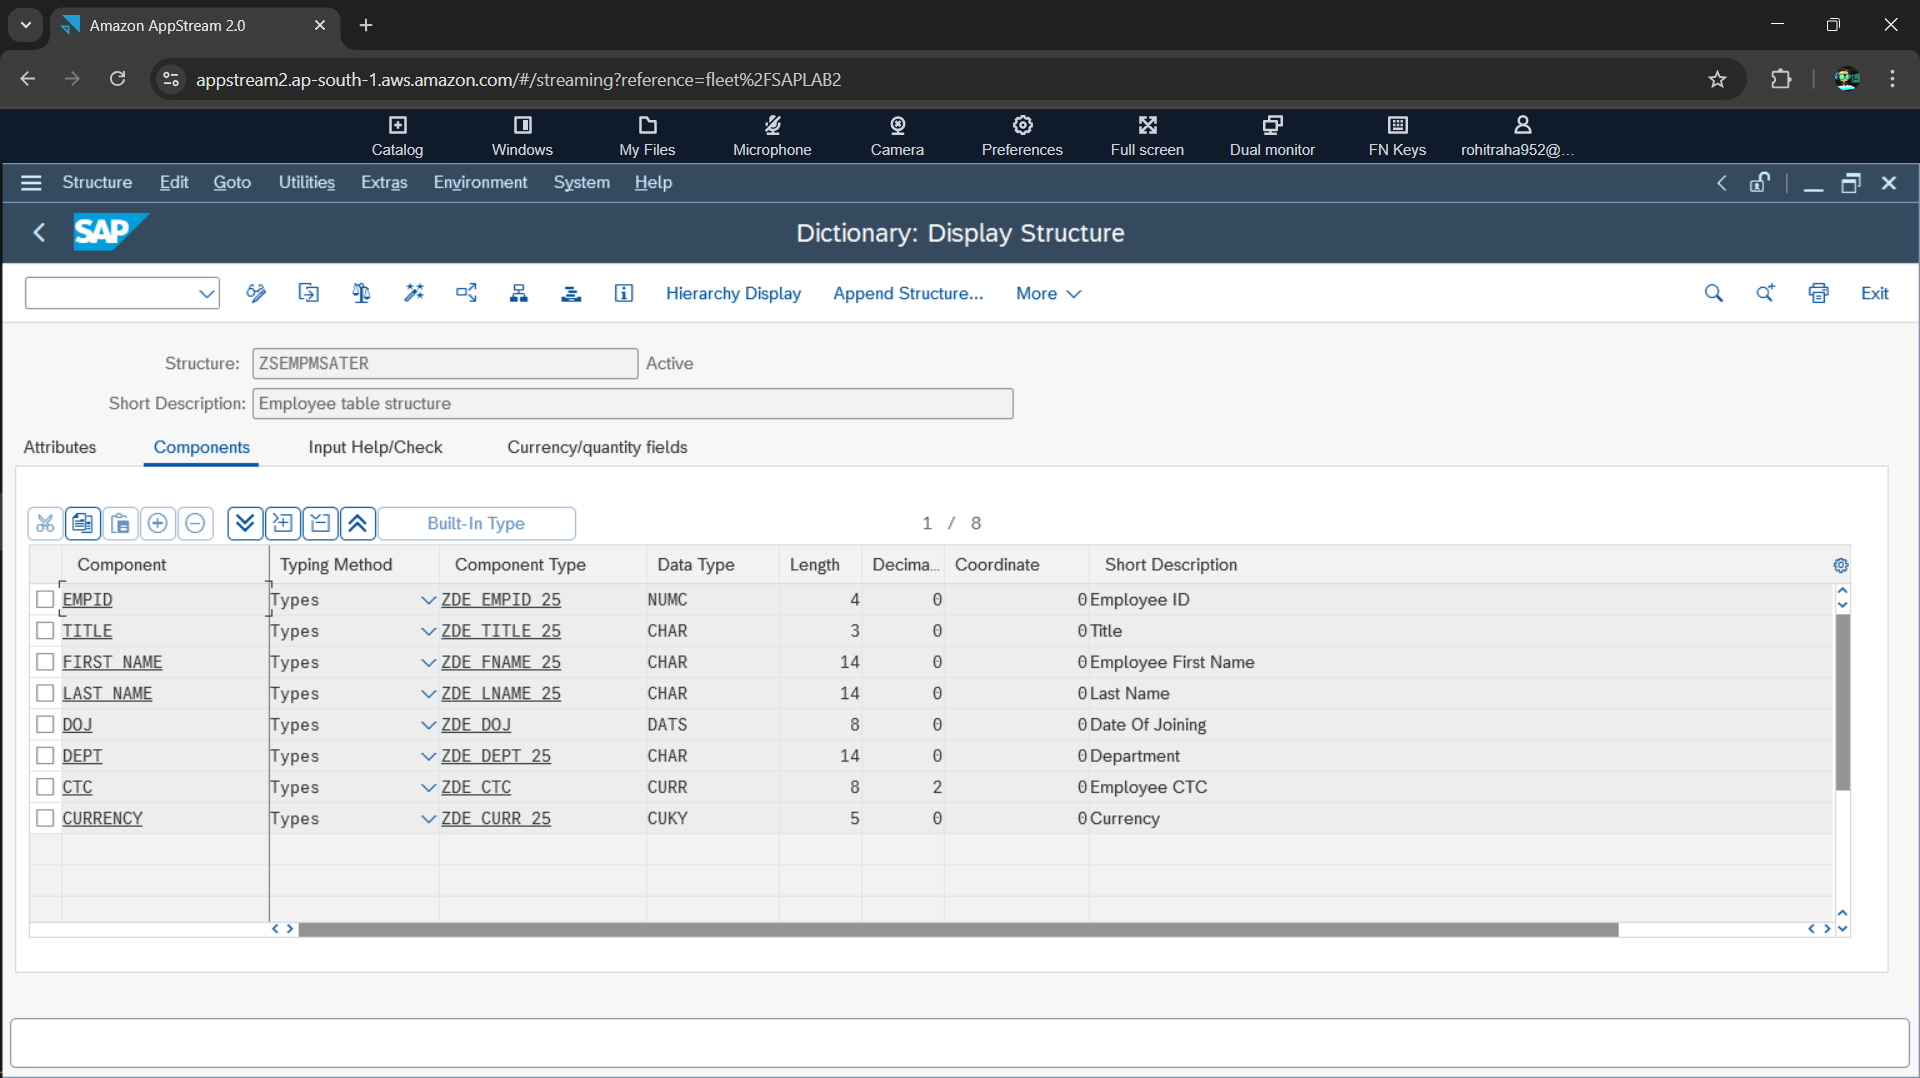 Amazon AppStream 2.0
appstream2.ap-south-1.aws.amazon.com/#/streaming?reference=fleet%2FSAPLAB2
Catalog Windows My Files Microphone Camera Preferences Full screen Dual monitor FN Keys rohitraha952@...
Structure Edit Goto Utilities Extras Environment System Help
SAP Dictionary: Display Structure
Hierarchy Display Append Structure... More Exit
Structure: ZSEMPMSATER Active
Short Description: Employee table structure
Attributes Components Input Help/Check Currency/quantity fields
Built-In Type 1 / 8
Component Typing Method Component Type Data Type Length Decima... Coordinate Short Description
EMPID Types ZDE_EMPID_25 NUMC 4 0 0 Employee ID
TITLE Types ZDE_TITLE_25 CHAR 3 0 0 Title
FIRST_NAME Types ZDE_FNAME_25 CHAR 14 0 0 Employee First Name
LAST_NAME Types ZDE_LNAME_25 CHAR 14 0 0 Last Name
DOJ Types ZDE_DOJ DATS 8 0 0 Date Of Joining
DEPT Types ZDE_DEPT_25 CHAR 14 0 0 Department
CTC Types ZDE_CTC CURR 8 2 0 Employee CTC
CURRENCY Types ZDE_CURR_25 CUKY 5 0 0 Currency